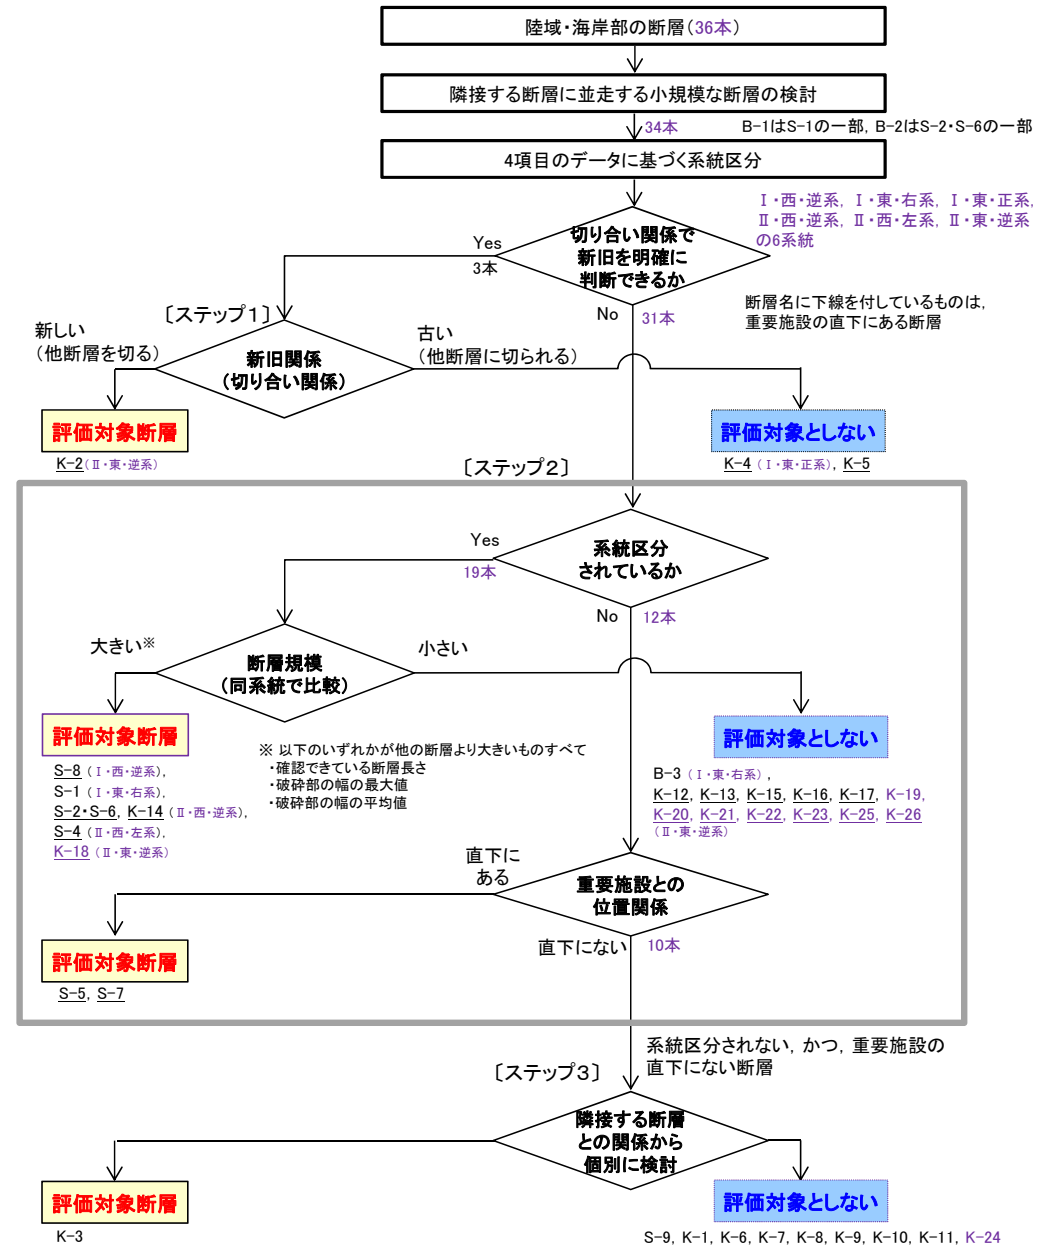 陸域・海岸部の断層(36本)
隣接する断層に並走する小規模な断層の検討
34本
B-1はS-1の一部, B-2はS-2・S-6の一部
4項目のデータに基づく系統区分
Ⅰ・西・逆系, Ⅰ・東・右系, Ⅰ・東・正系,
Ⅱ・西・逆系, Ⅱ・西・左系, Ⅱ・東・逆系
の6系統
切り合い関係で
新旧を明確に
判断できるか
Yes
3本
No
31本
断層名に下線を付しているものは,
重要施設の直下にある断層
〔ステップ1〕
新しい
(他断層を切る)
古い
(他断層に切られる)
新旧関係
(切り合い関係)
評価対象断層
K-2(Ⅱ・東・逆系)
評価対象としない
K-4 (Ⅰ・東・正系), K-5
〔ステップ2〕
系統区分
されているか
Yes
19本
No
12本
大きい※
小さい
断層規模
(同系統で比較)
評価対象断層
S-8 (Ⅰ・西・逆系),
S-1 (Ⅰ・東・右系),
S-2・S-6, K-14 (Ⅱ・西・逆系),
S-4 (Ⅱ・西・左系),
K-18 (Ⅱ・東・逆系)
※ 以下のいずれかが他の断層より大きいものすべて
・確認できている断層長さ
・破砕部の幅の最大値
・破砕部の幅の平均値
評価対象としない
B-3 (Ⅰ・東・右系) ,
K-12, K-13, K-15, K-16, K-17, K-19,
K-20, K-21, K-22, K-23, K-25, K-26
(Ⅱ・東・逆系)
直下に
ある
重要施設との
位置関係
直下にない
10本
評価対象断層
S-5, S-7
系統区分されない, かつ, 重要施設の
直下にない断層
〔ステップ3〕
隣接する断層
との関係から
個別に検討
評価対象断層
K-3
評価対象としない
S-9, K-1, K-6, K-7, K-8, K-9, K-10, K-11, K-24